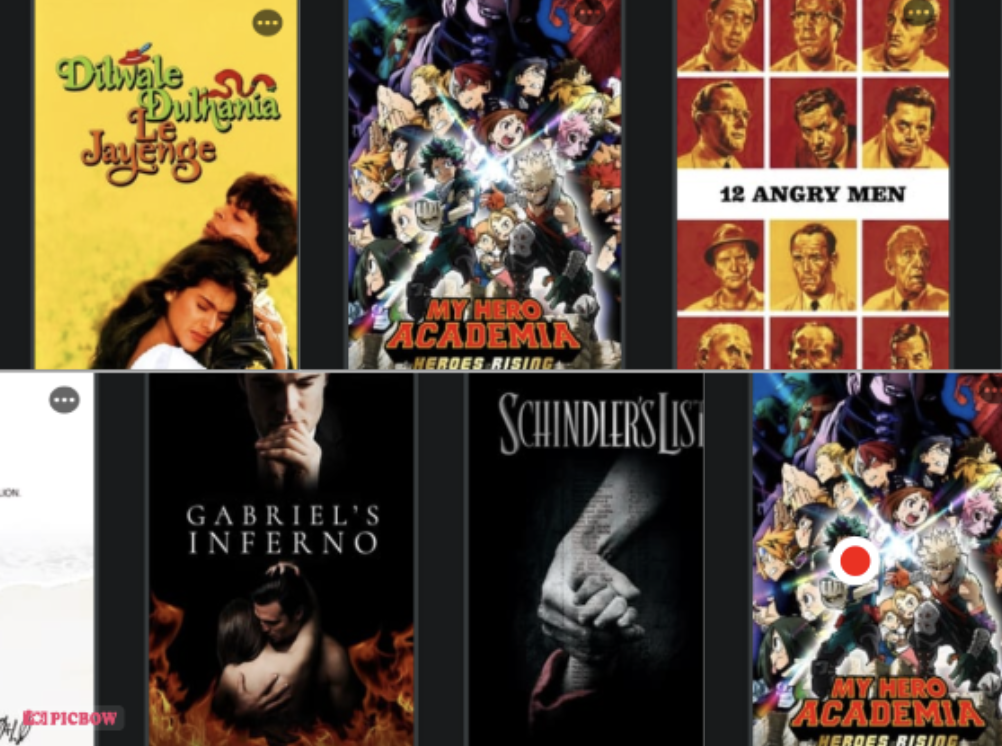 Dilwale
Dulhania
Le
Jayenge
MY HERO
ACADEMIA
HEROES RISING
12 ANGRY MEN
LION.
GABRIEL'S
INFERNO
SCHINDLER'S LIST
MY HERO
ACADEMIA
HEROES RISING
PICBOW